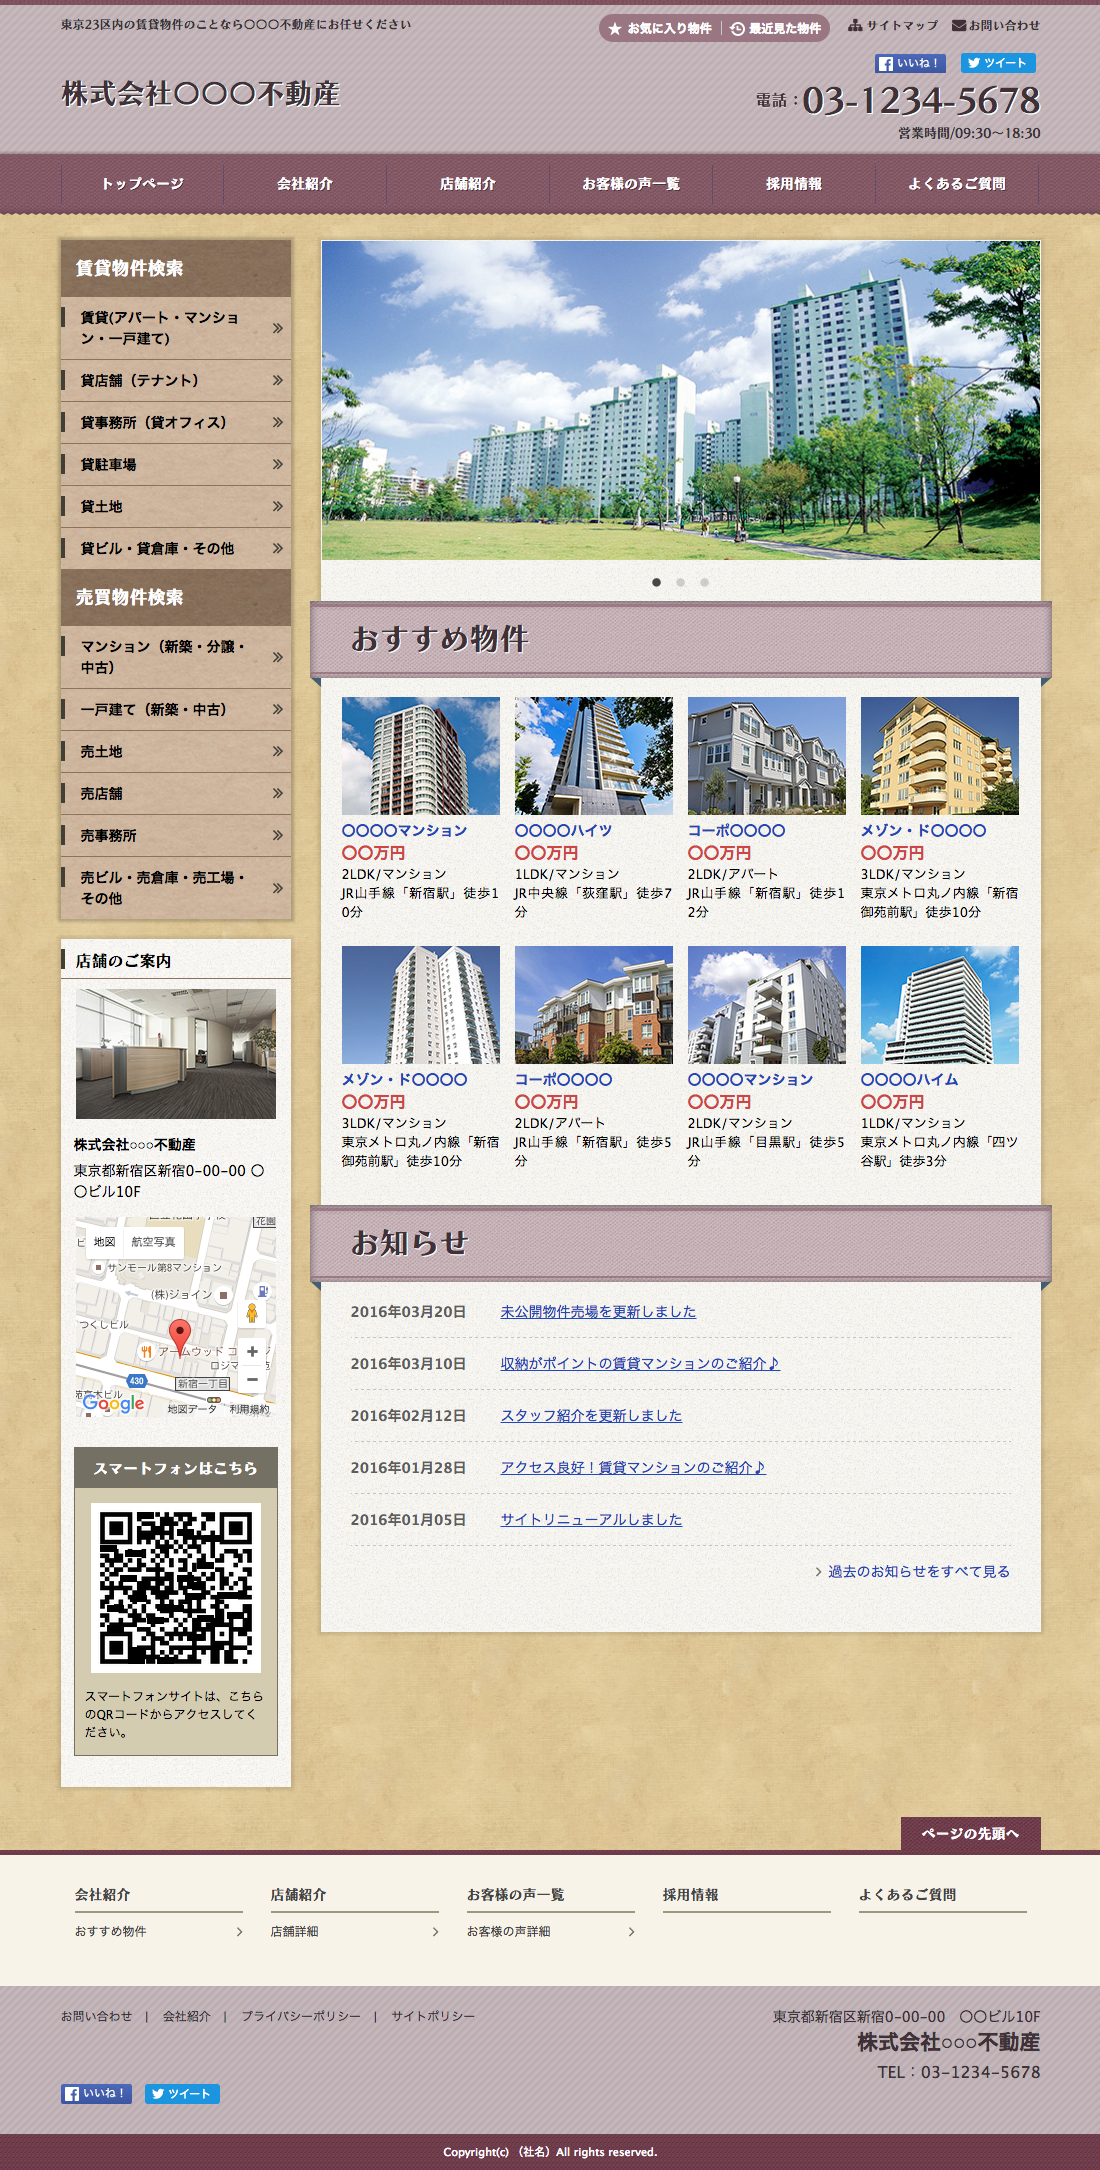 東京23区内の賃貸物件のことなら〇〇〇不動産にお任せください
お気に入り物件
最近見た物件
サイトマップ
お問い合わせ
いいね！
ツイート
株式会社〇〇〇不動産
電話：03-1234-5678
営業時間/09:30～18:30
トップページ
会社紹介
店舗紹介
お客様の声一覧
採用情報
よくあるご質問
賃貸物件検索
賃貸(アパート・マンショ
ン・一戸建て)
貸店舗（テナント）
貸事務所（貸オフィス）
貸駐車場
貸土地
貸ビル・貸倉庫・その他
売買物件検索
マンション（新築・分譲・
中古）
一戸建て（新築・中古）
売土地
売店舗
売事務所
売ビル・売倉庫・売工場・
その他
店舗のご案内
株式会社○○○不動産
東京都新宿区新宿0-00-00 〇
〇ビル10F
花園
地図
航空写真
サンモール第8マンション
(株)ジョイン
つくしビル
アームウッド コ
ロジマ
430
新宿一丁目
Google
地図データ
利用規約
スマートフォンはこちら
スマートフォンサイトは、こちら
のQRコードからアクセスしてく
ださい。
おすすめ物件
〇〇〇〇マンション
〇〇万円
2LDK/マンション
JR山手線「新宿駅」徒歩1
0分
〇〇〇〇ハイツ
〇〇万円
1LDK/マンション
JR中央線「荻窪駅」徒歩7
分
コーポ〇〇〇〇
〇〇万円
2LDK/アパート
JR山手線「新宿駅」徒歩1
2分
メゾン・ド〇〇〇〇
〇〇万円
3LDK/マンション
東京メトロ丸ノ内線「新宿
御苑前駅」徒歩10分
メゾン・ド〇〇〇〇
〇〇万円
3LDK/マンション
東京メトロ丸ノ内線「新宿
御苑前駅」徒歩10分
コーポ〇〇〇〇
〇〇万円
2LDK/アパート
JR山手線「新宿駅」徒歩5
分
〇〇〇〇マンション
〇〇万円
2LDK/マンション
JR山手線「目黒駅」徒歩5
分
〇〇〇〇ハイム
〇〇万円
1LDK/マンション
東京メトロ丸ノ内線「四ツ
谷駅」徒歩3分
お知らせ
2016年03月20日 未公開物件売場を更新しました
2016年03月10日 収納がポイントの賃貸マンションのご紹介♪
2016年02月12日 スタッフ紹介を更新しました
2016年01月28日 アクセス良好！賃貸マンションのご紹介♪
2016年01月05日 サイトリニューアルしました
過去のお知らせをすべて見る
ページの先頭へ
会社紹介
おすすめ物件
店舗紹介
店舗詳細
お客様の声一覧
お客様の声詳細
採用情報
よくあるご質問
お問い合わせ | 会社紹介 | プライバシーポリシー | サイトポリシー
東京都新宿区新宿0-00-00　〇〇ビル10F
株式会社○○○不動産
TEL：03-1234-5678
いいね！
ツイート
Copyright(c) （社名）All rights reserved.